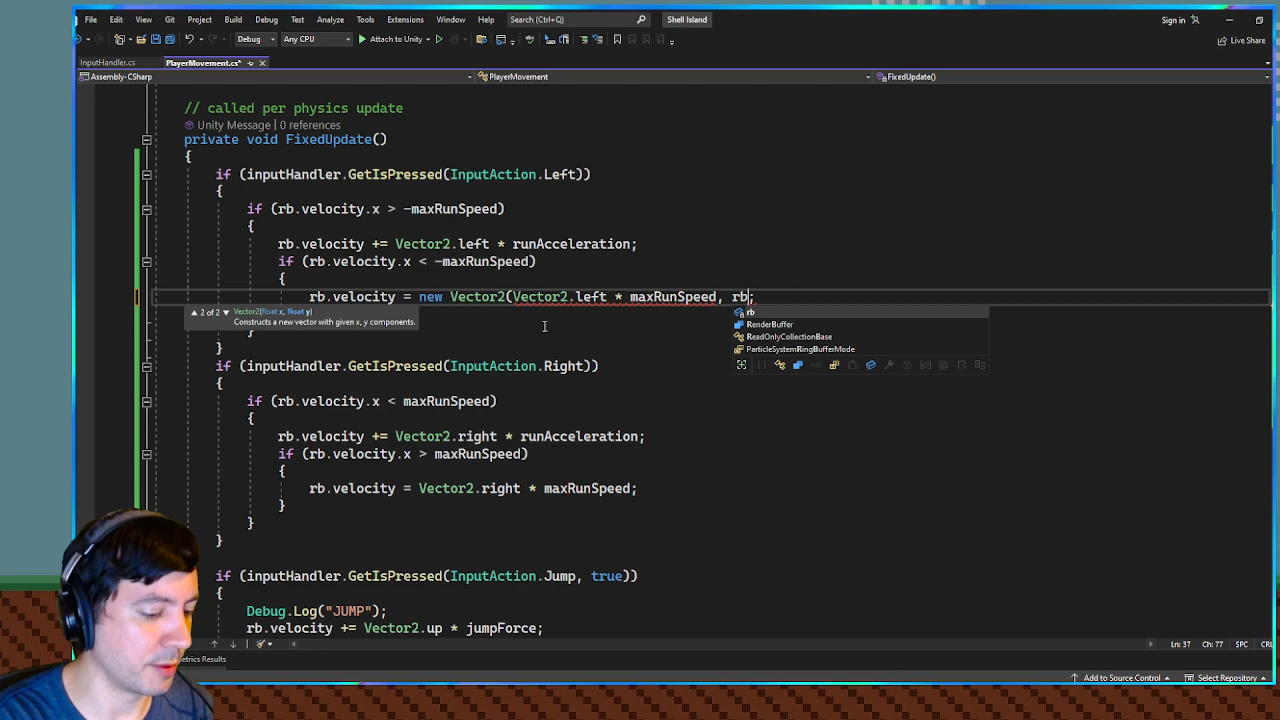 File Edit View Git Project Build Debug Test Analyze Tools Extensions Window Help Search (Ctrl+Q) Shell Island Sign in
Debug Any CPU Attach to Unity Live Share
InputHandler.cs PlayerMovement.cs*
Assembly-CSharp PlayerMovement FixedUpdate()
// called per physics update
Unity Message | 0 references
private void FixedUpdate()
{
if (inputHandler.GetIsPressed(InputAction.Left))
{
if (rb.velocity.x > -maxRunSpeed)
{
rb.velocity += Vector2.left * runAcceleration;
if (rb.velocity.x < -maxRunSpeed)
{
rb.velocity = new Vector2(Vector2.left * maxRunSpeed, rb;
▲ 2 of 2 ▼ Vector2(float x, float y)
Constructs a new vector with given x, y components.
rb
RenderBuffer
ReadOnlyCollectionBase
ParticleSystemRingBufferMode
}
}
if (inputHandler.GetIsPressed(InputAction.Right))
{
if (rb.velocity.x < maxRunSpeed)
{
rb.velocity += Vector2.right * runAcceleration;
if (rb.velocity.x > maxRunSpeed)
{
rb.velocity = Vector2.right * maxRunSpeed;
}
}
}
if (inputHandler.GetIsPressed(InputAction.Jump, true))
{
Debug.Log("JUMP");
rb.velocity += Vector2.up * jumpForce;
Ln: 37 Ch: 77 SPC
etrics Results
Add to Source Control Select Repository